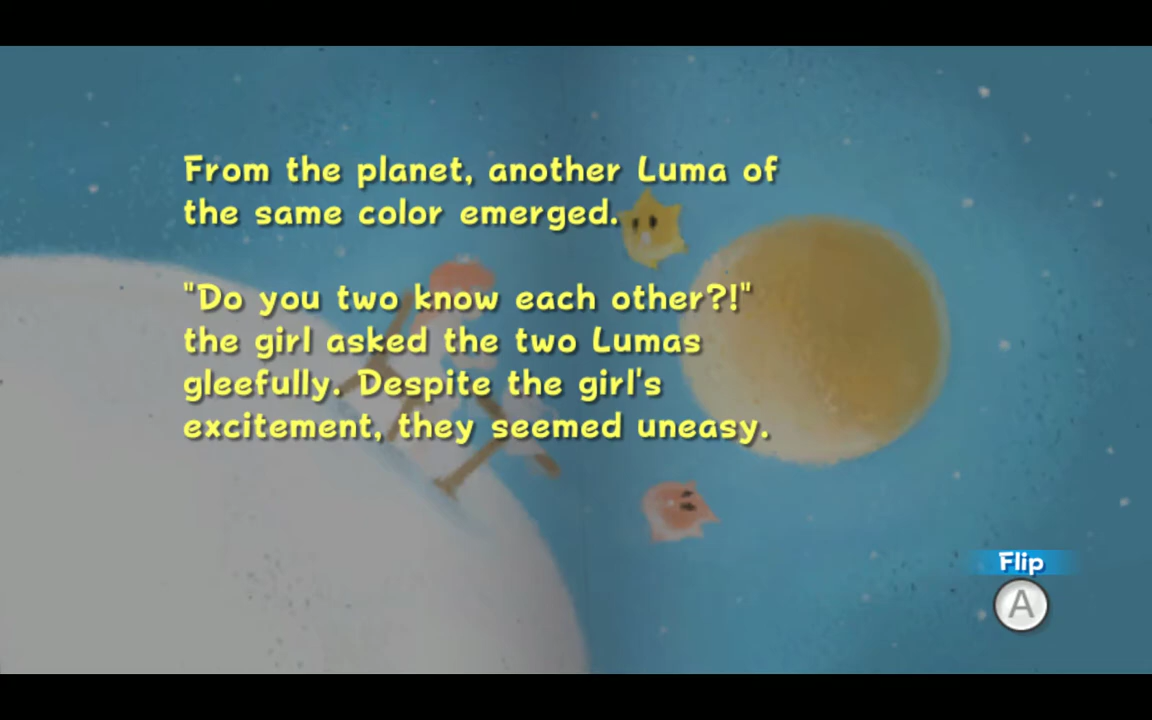 From the planet, another Luma of
the same color emerged.
"Do you two know each other?!"
the girl asked the two Lumas
gleefully. Despite the girl's
excitement, they seemed uneasy.
Flip
A